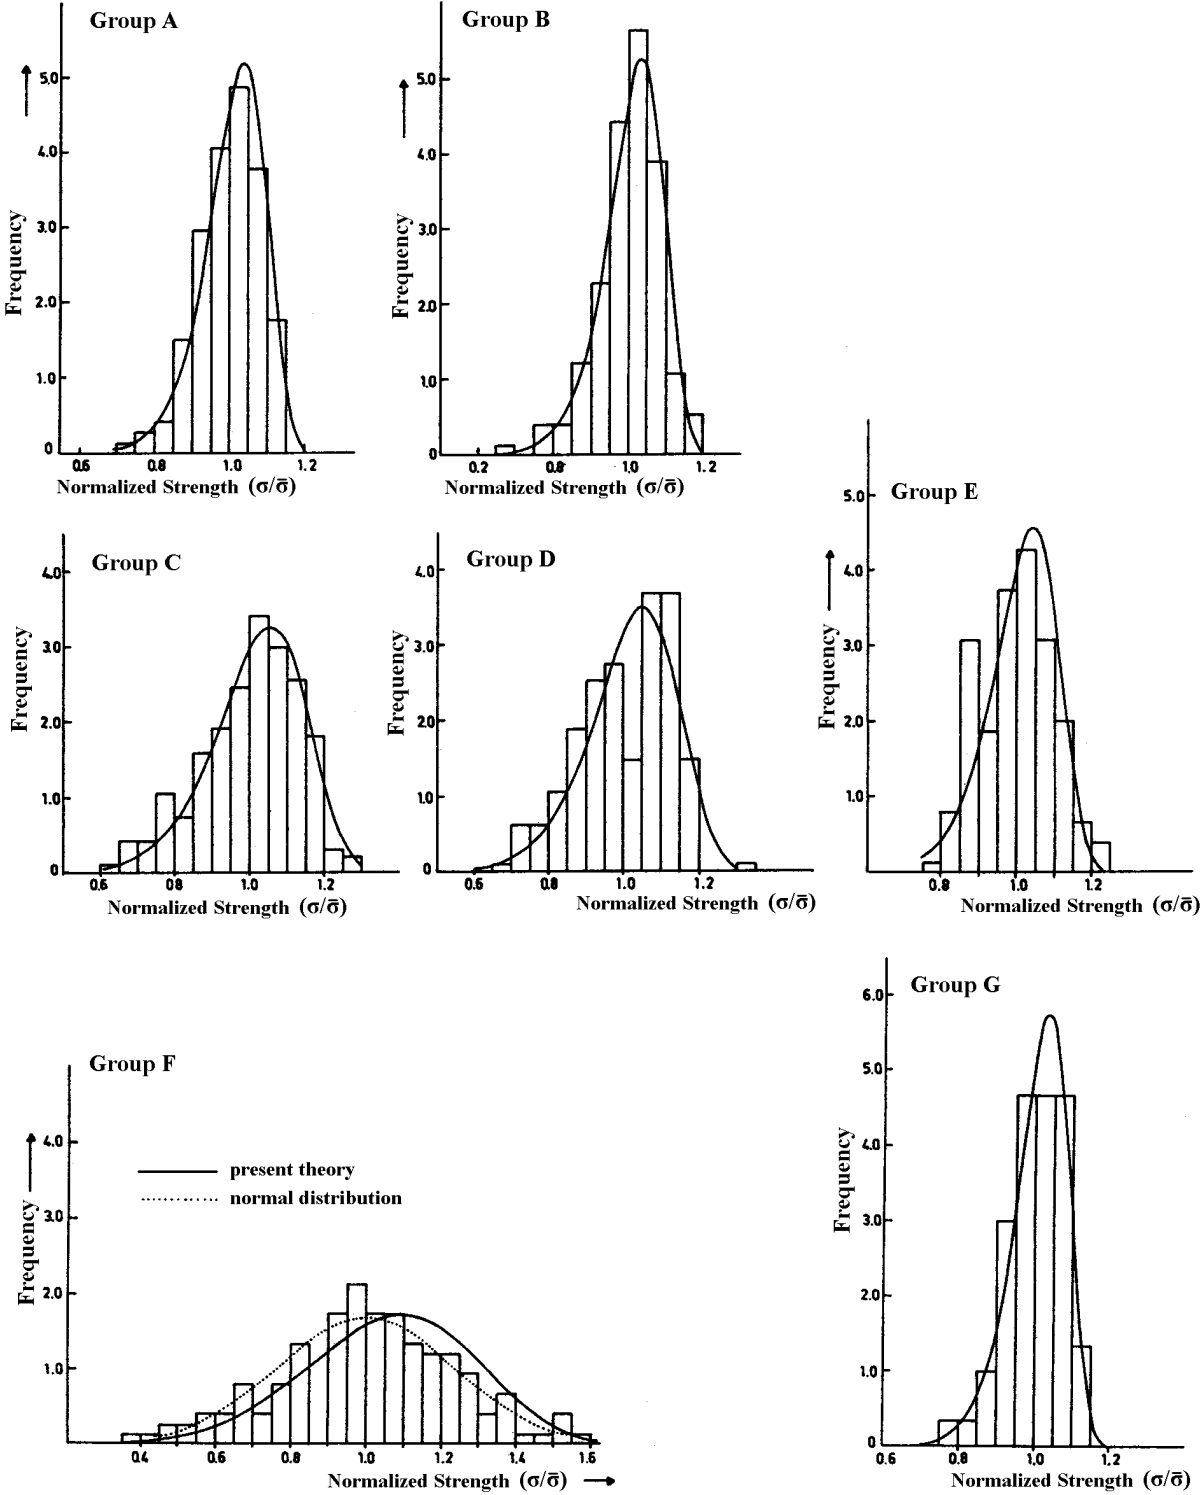 Group A
5.0
4.0
3.0
2.0
1.0
0
Frequency
0.6 0.8 1.0 1.2
Normalized Strength (σ/σ̅)
Group B
5.0
4.0
3.0
2.0
1.0
0
Frequency
0.2 0.8 1.0 1.2
Normalized Strength (σ/σ̅)
Group C
4.0
3.0
2.0
1.0
0
Frequency
0.6 0.8 1.0 1.2
Normalized Strength (σ/σ̅)
Group D
4.0
3.0
20
1.0
0
Frequency
0.6 0.8 1.0 1.2
Normalized Strength (σ/σ̅)
Group E
5.0
4.0
3.0
2.0
1.0
Frequency
0.8 1.0 1.2
Normalized Strength (σ/σ̅)
Group F
4.0
3.0
2.0
1.0
Frequency
present theory
normal distribution
0.4 0.6 0.8 1.0 1.2 1.4 1.6
Normalized Strength (σ/σ̅)
Group G
6.0
5.0
4.0
3.0
2.0
1.0
0
Frequency
0.6 0.8 1.0 1.2
Normalized Strength (σ/σ̅)